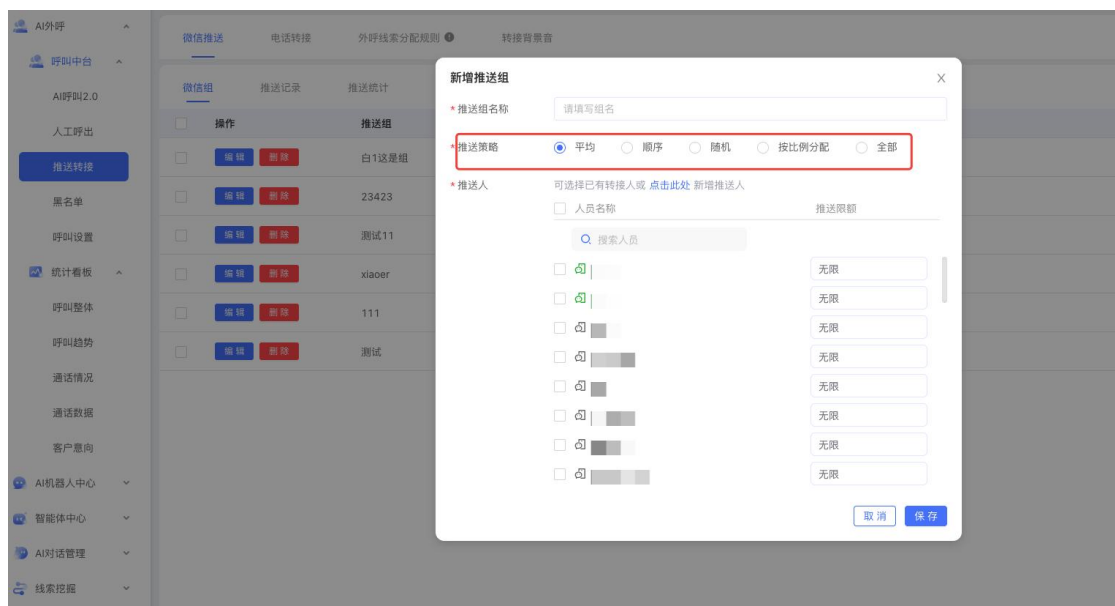 AI外呼
呼叫中台
AI呼叫2.0
人工呼出
推送转接
黑名单
呼叫设置
统计看板
呼叫整体
呼叫趋势
通话情况
通话数据
客户意向
AI机器人中心
智能体中心
AI对话管理
线索挖掘
微信推送 电话转接 外呼线索分配规则 转接背景音
微信组 推送记录 推送统计
操作 推送组
编辑 删除 白1这是组
编辑 删除 23423
编辑 删除 测试11
编辑 删除 xiaoer
编辑 删除 111
编辑 删除 测试
新增推送组
* 推送组名称 请填写组名
* 推送策略 平均 顺序 随机 按比例分配 全部
* 推送人 可选择已有转接人或 点击此处 新增推送人
人员名称 推送限额
搜索人员
无限
无限
无限
无限
无限
无限
无限
无限
取消 保存